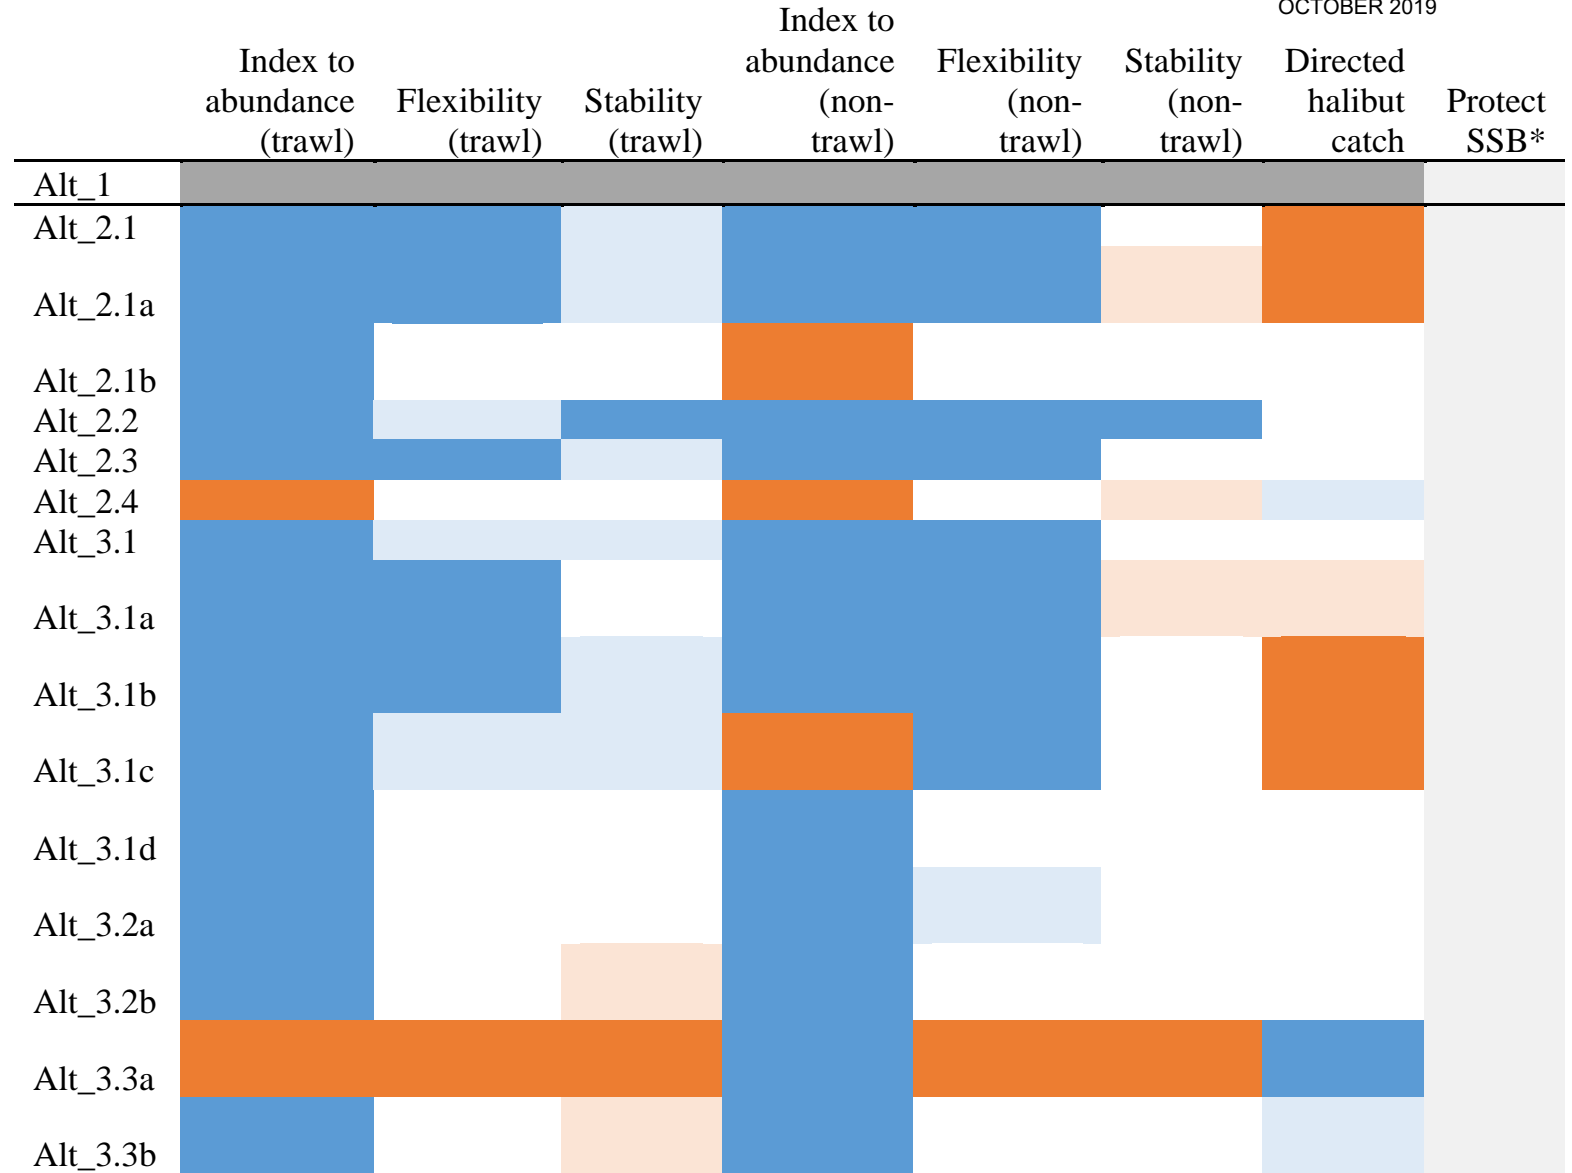 OCTOBER 2019
Index to
abundance
(trawl)
Flexibility
(trawl)
Stability
(trawl)
Index to
abundance
(non-
trawl)
Flexibility
(non-
trawl)
Stability
(non-
trawl)
Directed
halibut
catch
Protect
SSB*
Alt_1
Alt_2.1
Alt_2.1a
Alt_2.1b
Alt_2.2
Alt_2.3
Alt_2.4
Alt_3.1
Alt_3.1a
Alt_3.1b
Alt_3.1c
Alt_3.1d
Alt_3.2a
Alt_3.2b
Alt_3.3a
Alt_3.3b